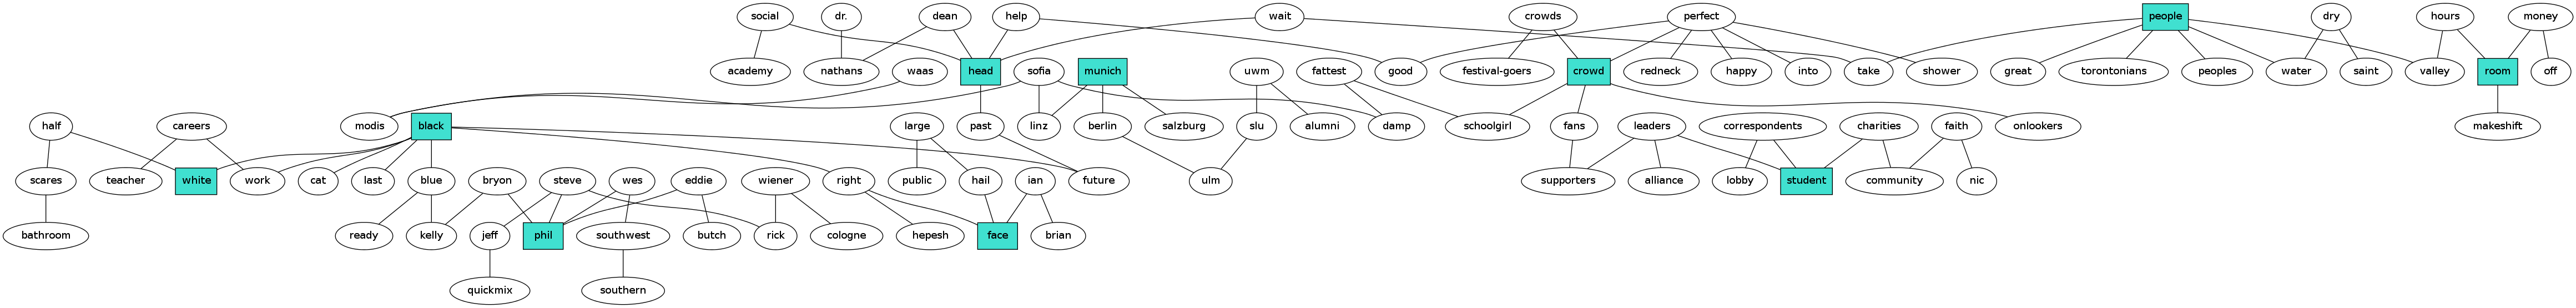 social dr. dean help wait crowds perfect people dry hours money
academy nathans waas head sofia munich uwm fattest good festival-goers crowd redneck happy into take shower great torontonians peoples water saint valley room off
half careers modis black large past linz berlin salzburg slu alumni damp schoolgirl fans leaders correspondents charities faith onlookers makeshift
scares teacher white work cat last blue bryon steve wes eddie wiener right public hail ian future ulm supporters alliance lobby student community nic
bathroom ready kelly jeff phil southwest butch rick cologne hepesh face brian
quickmix southern